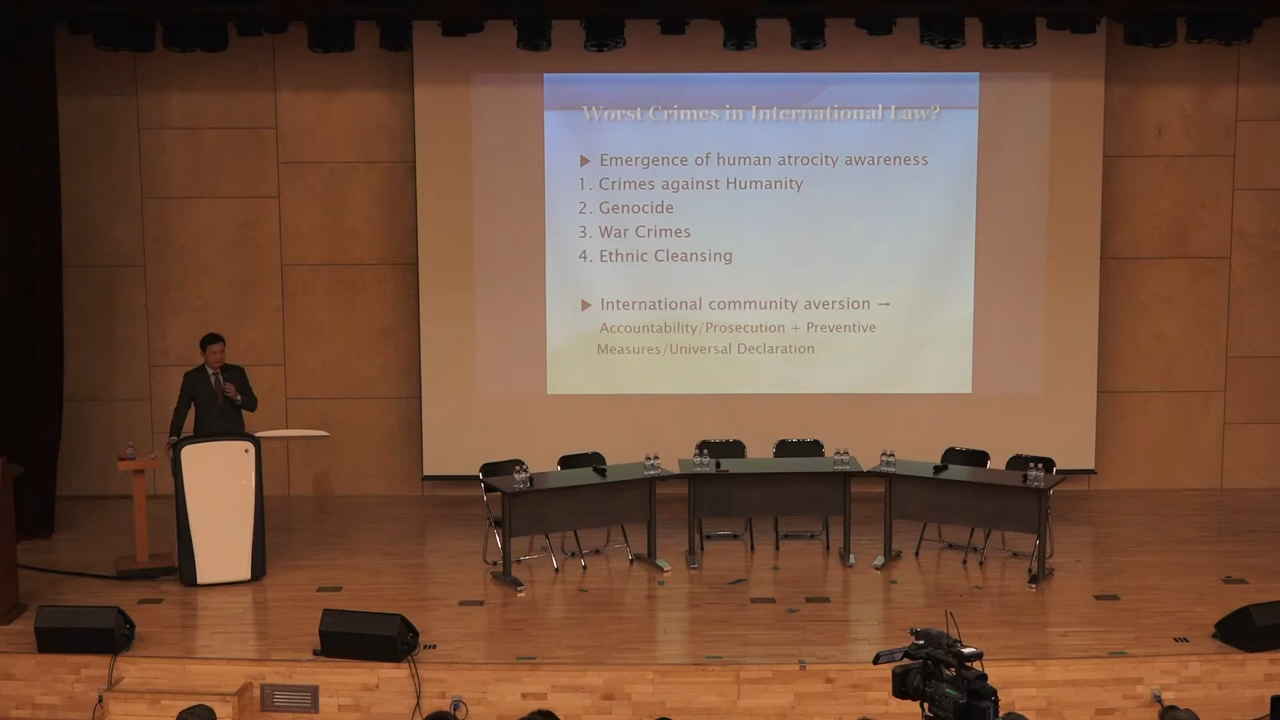 Worst Crimes in International Law?
▶ Emergence of human atrocity awareness
1. Crimes against Humanity
2. Genocide
3. War Crimes
4. Ethnic Cleansing
▶ International community aversion →
Accountability/Prosecution + Preventive
Measures/Universal Declaration